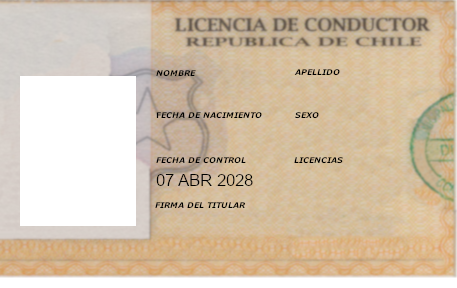 LICENCIA DE CONDUCTOR
REPUBLICA DE CHILE
NOMBRE APELLIDO
FECHA DE NACIMIENTO SEXO
FECHA DE CONTROL LICENCIAS
07 ABR 2028
FIRMA DEL TITULAR